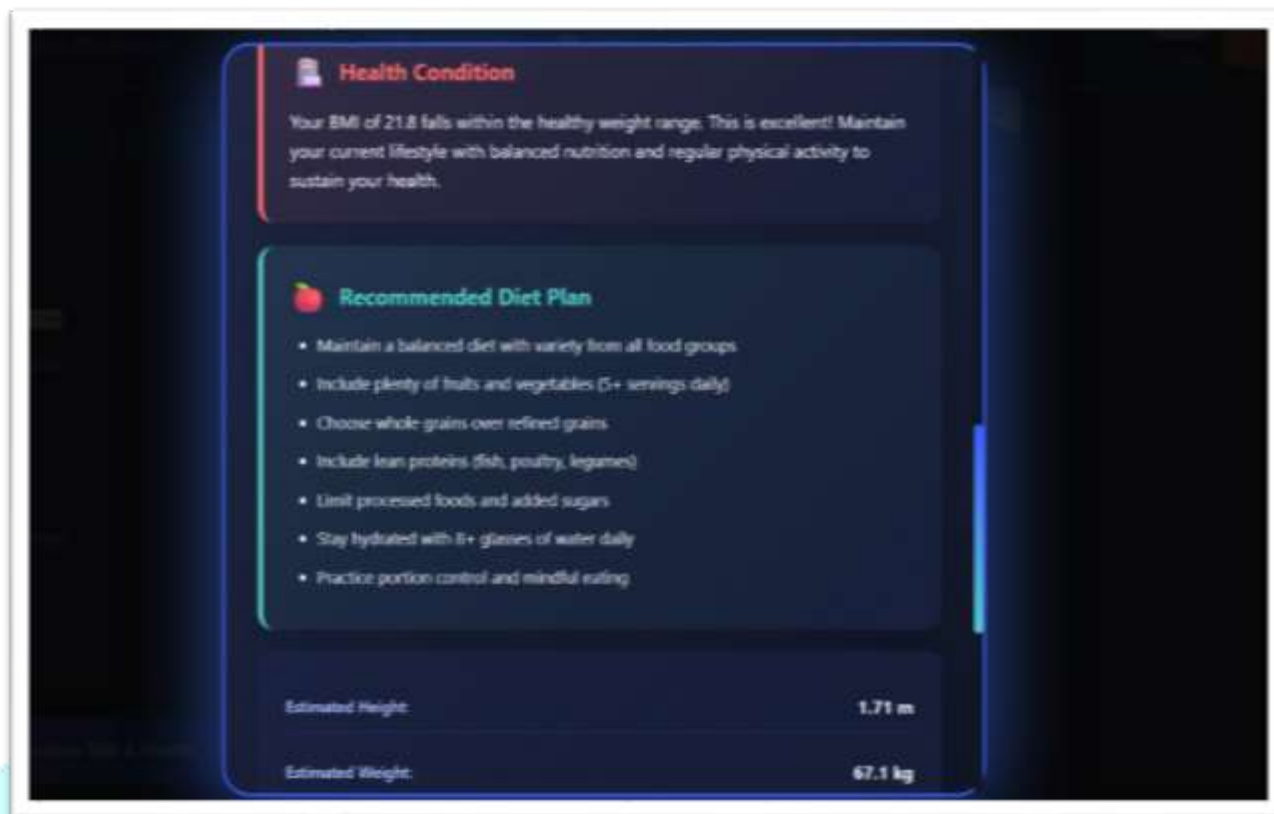 Health Condition
Your BMI of 21.8 falls within the healthy weight range. This is excellent! Maintain
your current lifestyle with balanced nutrition and regular physical activity to
sustain your health.
Recommended Diet Plan
• Maintain a balanced diet with variety from all food groups
• Include plenty of fruits and vegetables (5+ servings daily)
• Choose whole grains over refined grains
• Include lean proteins (fish, poultry, legumes)
• Limit processed foods and added sugars
• Stay hydrated with 8+ glasses of water daily
• Practice portion control and mindful eating
Estimated Height: 1.71 m
Estimated Weight: 67.1 kg